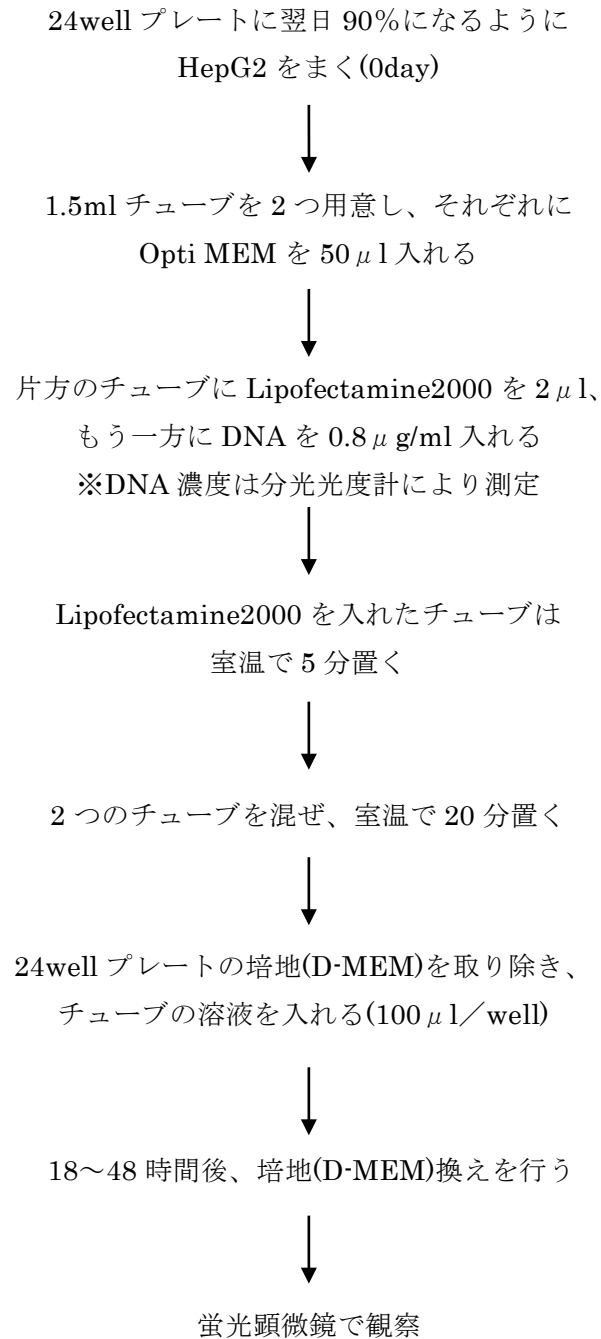 24well プレートに翌日 90%になるように
HepG2 をまく(0day)
1.5ml チューブを 2 つ用意し、それぞれに
Opti MEM を 50μl 入れる
片方のチューブに Lipofectamine2000 を 2μl、
もう一方に DNA を 0.8μg/ml 入れる
※DNA 濃度は分光光度計により測定
Lipofectamine2000 を入れたチューブは
室温で 5 分置く
2 つのチューブを混ぜ、室温で 20 分置く
24well プレートの培地(D-MEM)を取り除き、
チューブの溶液を入れる(100μl/well)
18~48 時間後、培地(D-MEM)換えを行う
蛍光顕微鏡で観察